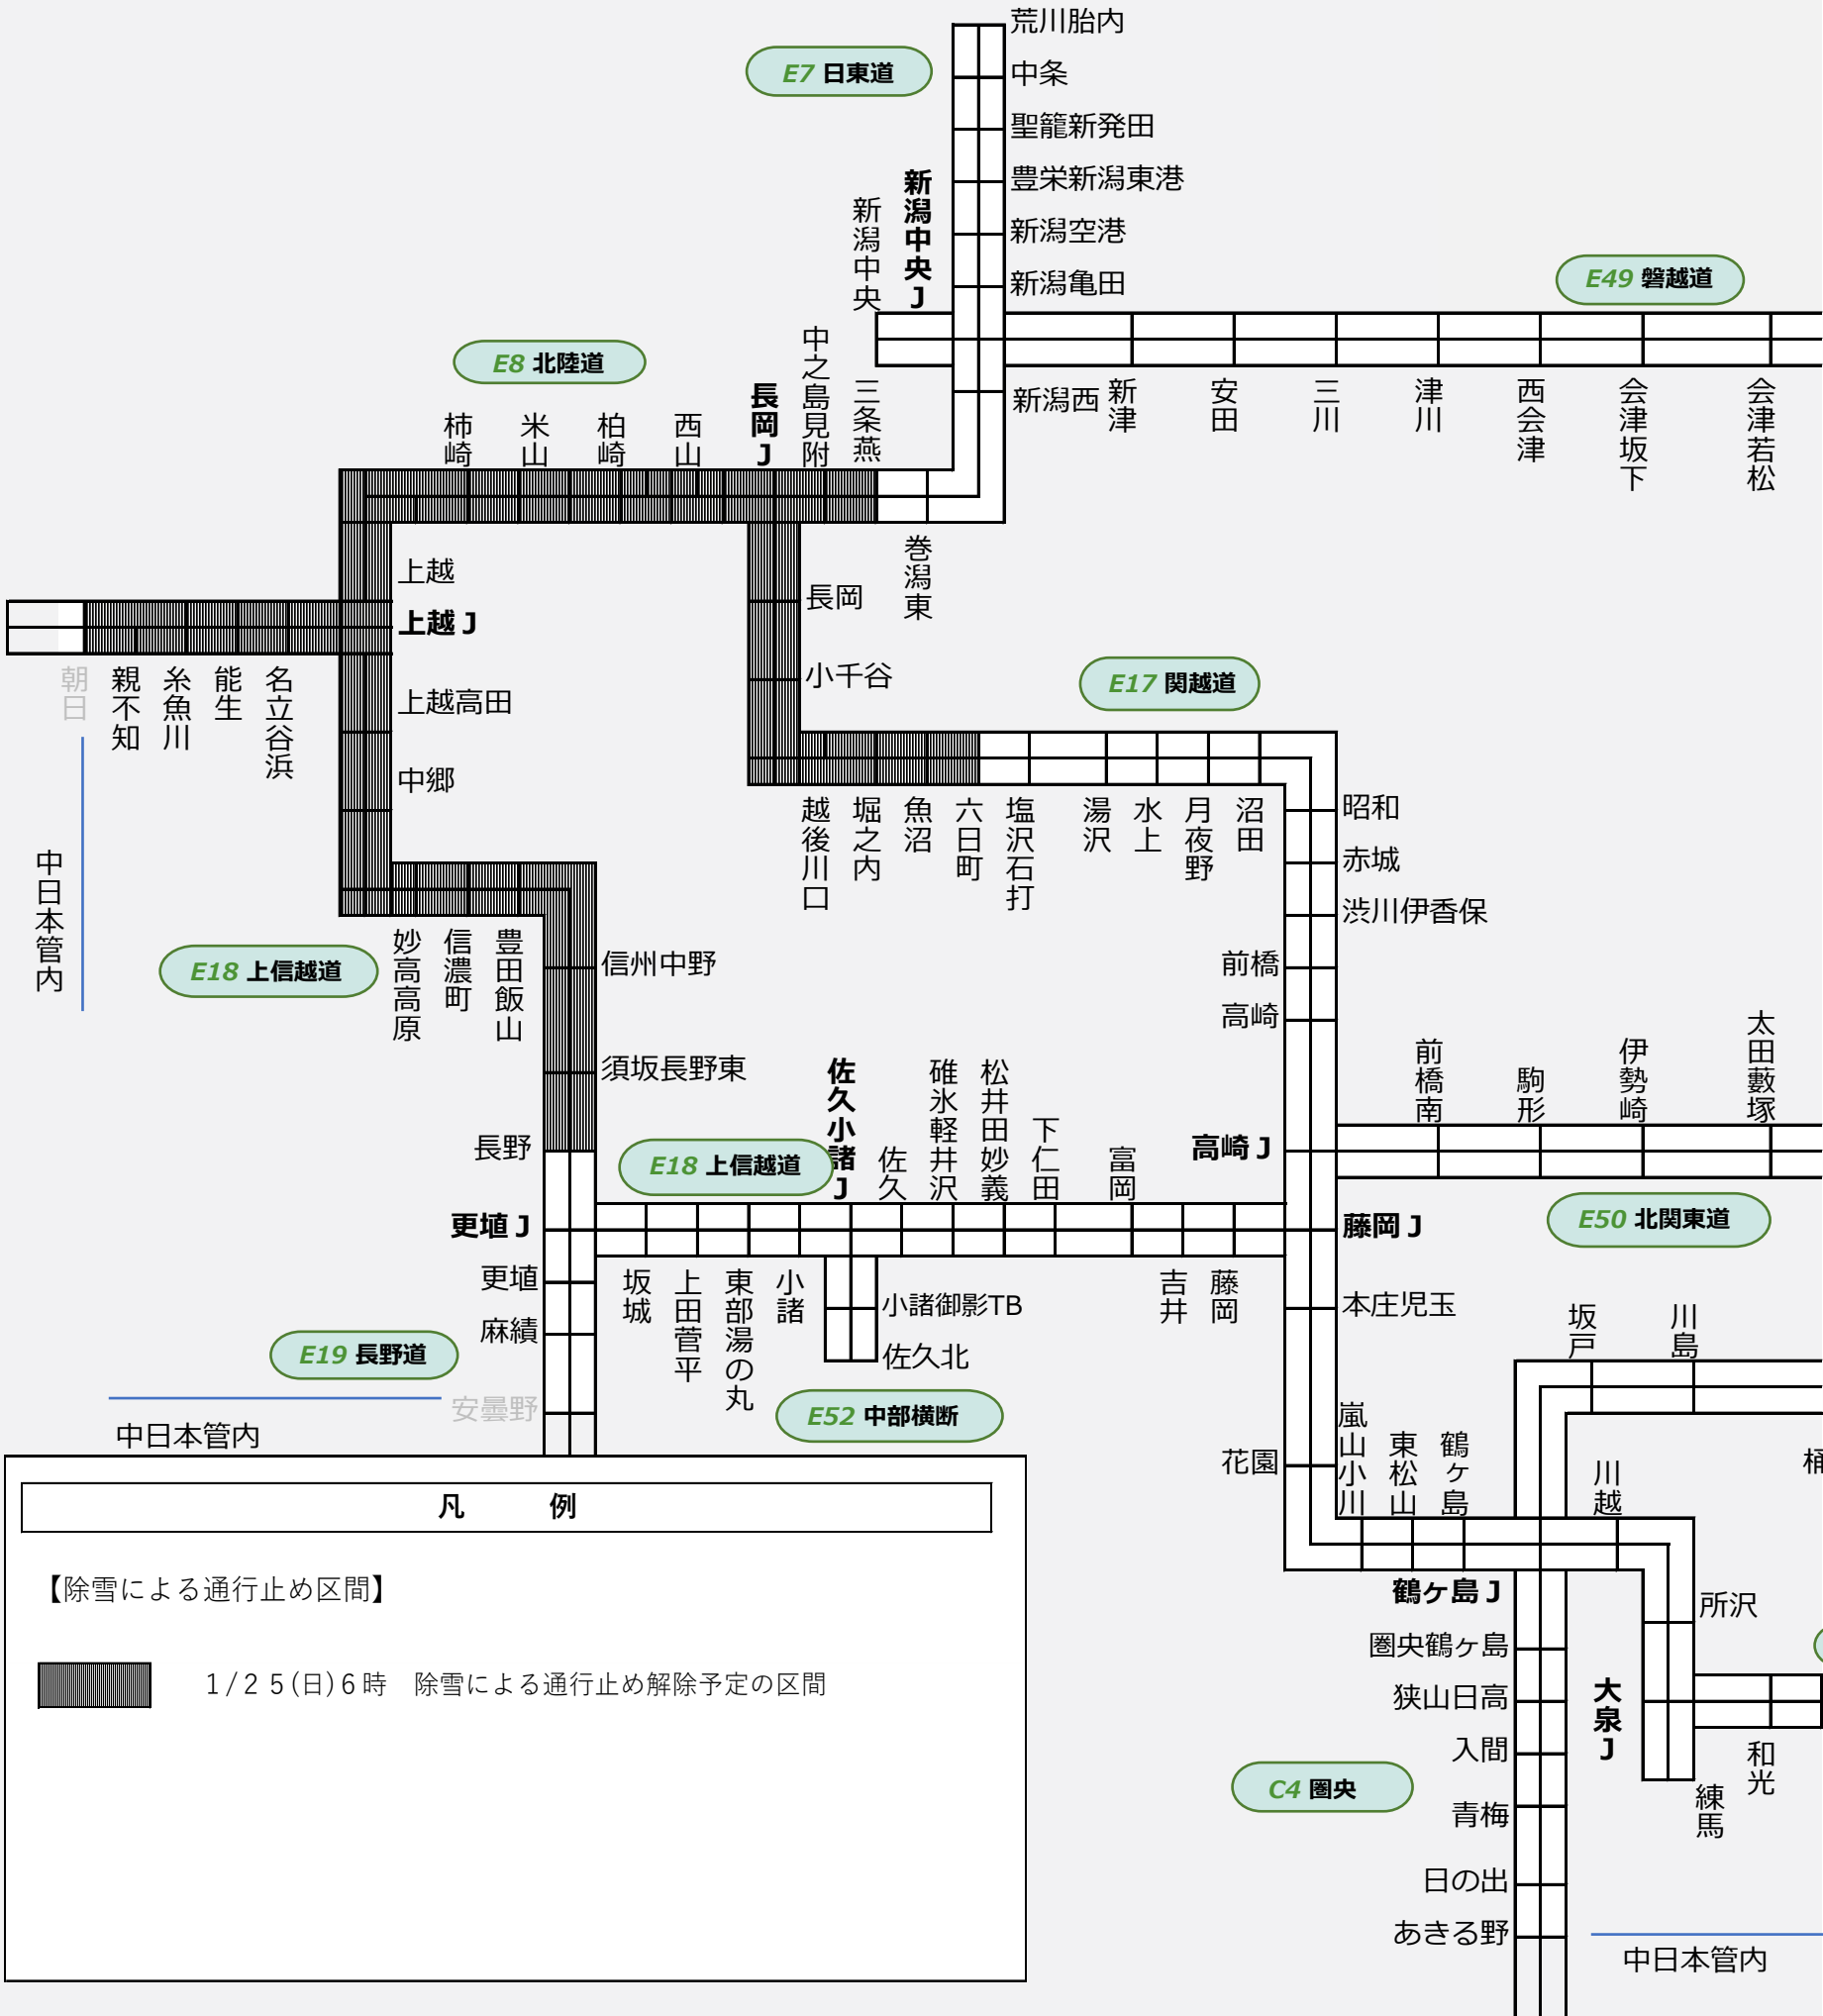 荒川胎内
E7 日東道
中条
聖籠新発田
豊栄新潟東港
新潟中央
新潟中央J
新潟空港
新潟亀田
E49 磐越道
E8 北陸道
柿崎
米山
柏崎
西山
長岡J
中之島見附
三条燕
新潟西
新津
安田
三川
津川
西会津
会津坂下
会津若松
巻潟東
上越
上越J
長岡
小千谷
朝日
親不知
糸魚川
能生
名立谷浜
上越高田
中郷
E17 関越道
中日本管内
越後川口
堀之内
魚沼
六日町
塩沢石打
湯沢
水上
月夜野
沼田
昭和
赤城
渋川伊香保
前橋
高崎
E18 上信越道
妙高高原
信濃町
豊田飯山
信州中野
須坂長野東
長野
E18 上信越道
佐久小諸J
佐久
碓氷軽井沢
松井田妙義
下仁田
富岡
高崎J
前橋南
駒形
伊勢崎
太田藪塚
E50 北関東道
更埴J
藤岡J
更埴
麻績
坂城
上田菅平
東部湯の丸
小諸
小諸御影TB
佐久北
吉井
藤岡
本庄児玉
坂戸
川島
E19 長野道
安曇野
中日本管内
E52 中部横断
花園
嵐山小川
東松山
鶴ヶ島
川越
凡 例
【除雪による通行止め区間】
1/25(日)6時 除雪による通行止め解除予定の区間
鶴ヶ島J
所沢
圏央鶴ヶ島
狭山日高
大泉J
入間
和光
C4 圏央
青梅
練馬
日の出
あきる野
中日本管内